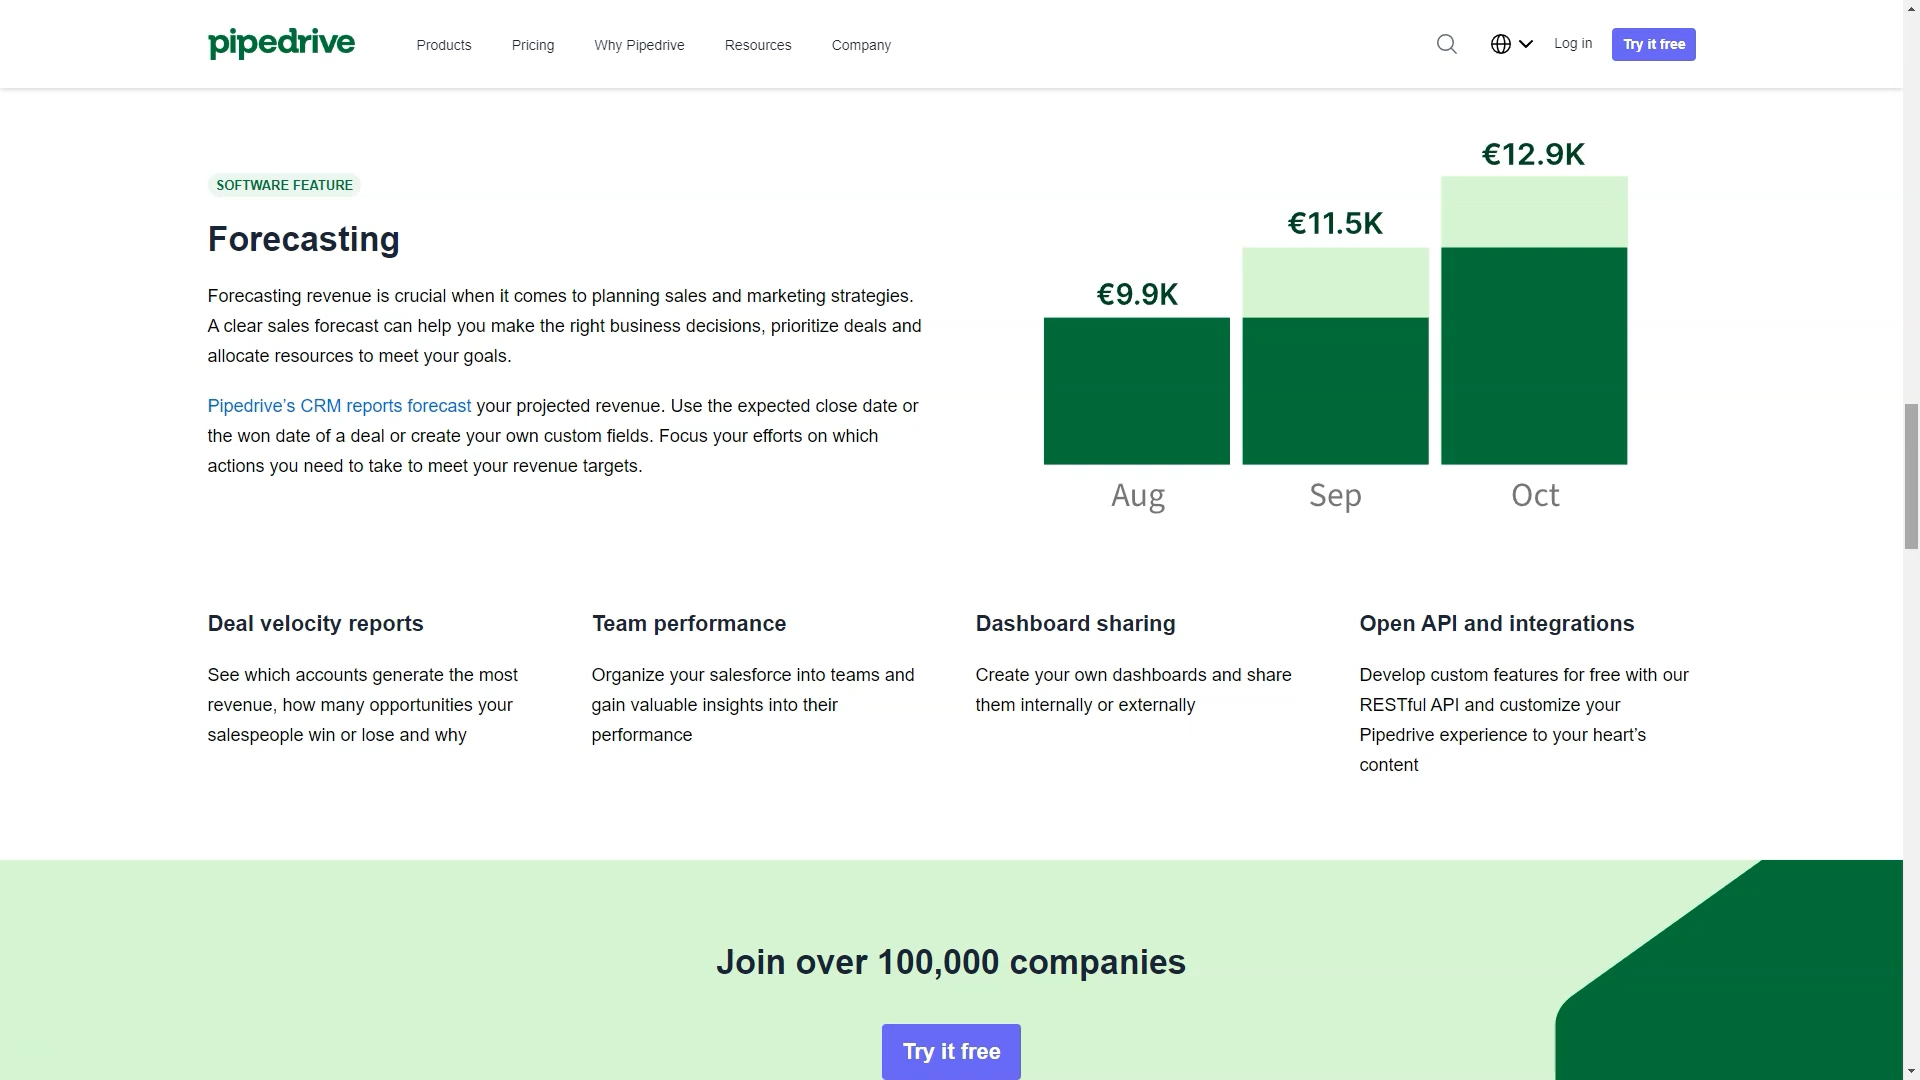 pipedrive
Products
Pricing
Why Pipedrive
Resources
Company
Log in
Try it free
SOFTWARE FEATURE
Forecasting
Forecasting revenue is crucial when it comes to planning sales and marketing strategies.
A clear sales forecast can help you make the right business decisions, prioritize deals and
allocate resources to meet your goals.
Pipedrive’s CRM reports forecast your projected revenue. Use the expected close date or
the won date of a deal or create your own custom fields. Focus your efforts on which
actions you need to take to meet your revenue targets.
€9.9K
€11.5K
€12.9K
Aug
Sep
Oct
Deal velocity reports
See which accounts generate the most
revenue, how many opportunities your
salespeople win or lose and why
Team performance
Organize your salesforce into teams and
gain valuable insights into their
performance
Dashboard sharing
Create your own dashboards and share
them internally or externally
Open API and integrations
Develop custom features for free with our
RESTful API and customize your
Pipedrive experience to your heart’s
content
Join over 100,000 companies
Try it free